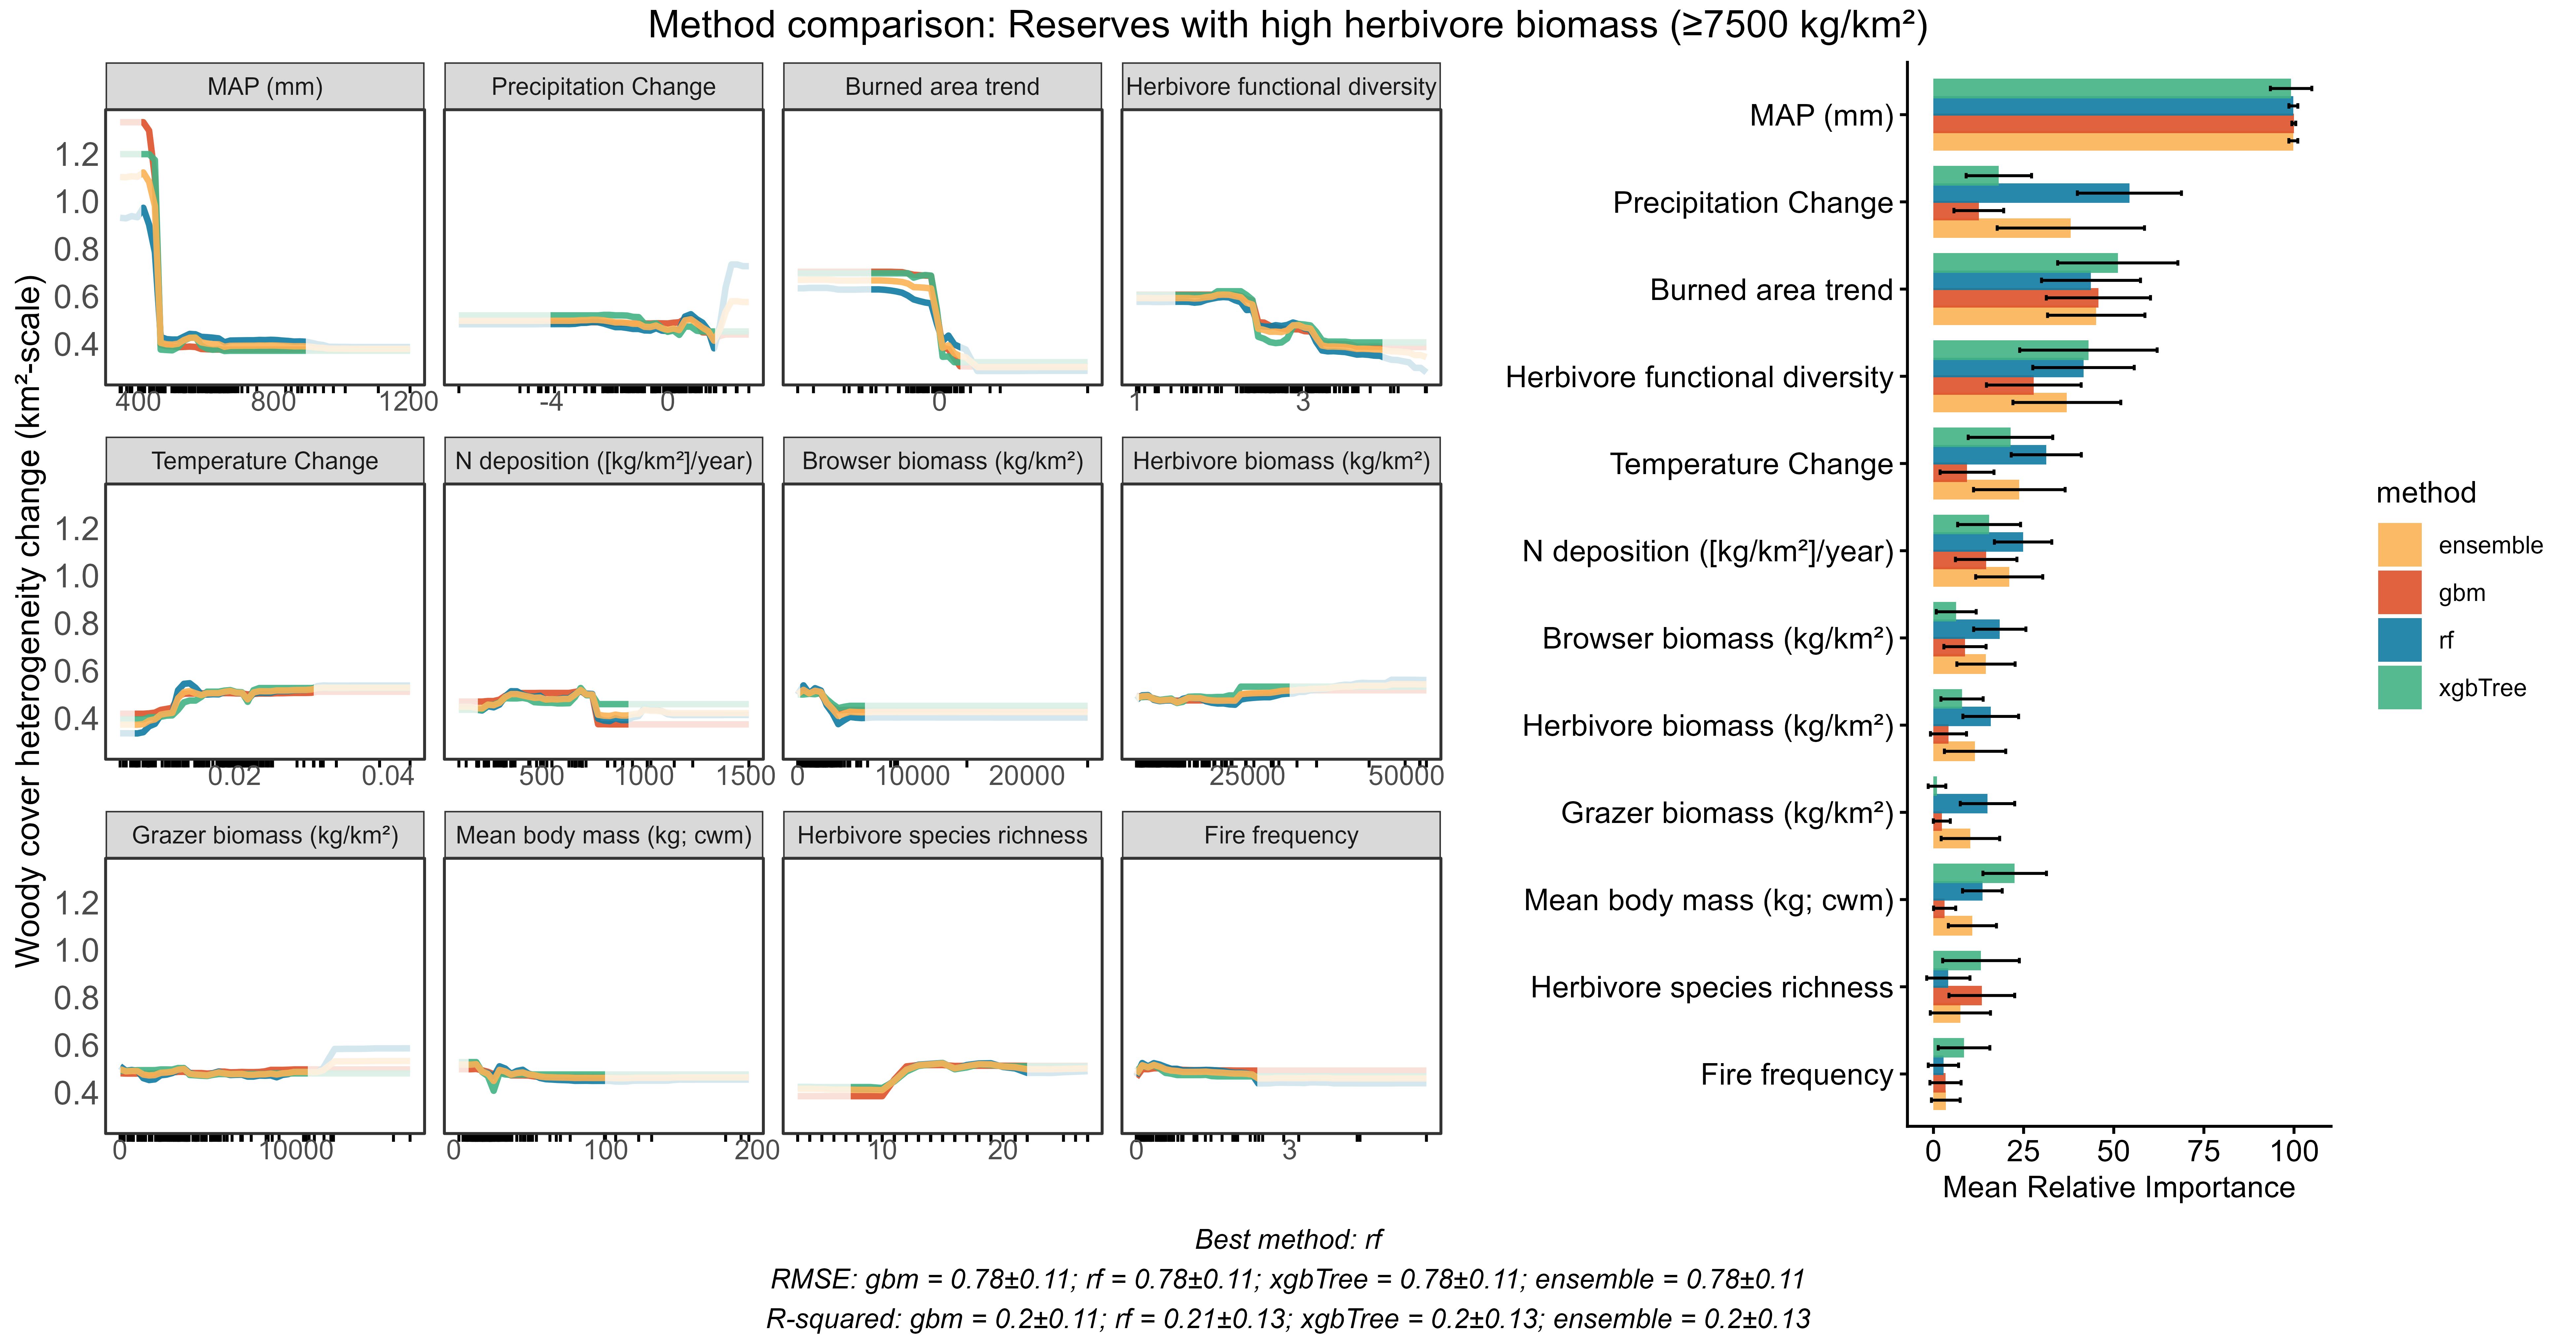 Method comparison: Reserves with high herbivore biomass (≥7500 kg/km²)
Woody cover heterogeneity change (km²-scale)
MAP (mm)
Precipitation Change
Burned area trend
Herbivore functional diversity
1.2
1.0
0.8
0.6
0.4
400 800 1200
-4 0
0
1 3
Temperature Change
N deposition ([kg/km²]/year)
Browser biomass (kg/km²)
Herbivore biomass (kg/km²)
1.2
1.0
0.8
0.6
0.4
0.02 0.04
500 1000 1500
0 10000 20000
25000 50000
Grazer biomass (kg/km²)
Mean body mass (kg; cwm)
Herbivore species richness
Fire frequency
1.2
1.0
0.8
0.6
0.4
0 10000
0 100 200
10 20
0 3
MAP (mm)
Precipitation Change
Burned area trend
Herbivore functional diversity
Temperature Change
N deposition ([kg/km²]/year)
Browser biomass (kg/km²)
Herbivore biomass (kg/km²)
Grazer biomass (kg/km²)
Mean body mass (kg; cwm)
Herbivore species richness
Fire frequency
0 25 50 75 100
Mean Relative Importance
method
ensemble
gbm
rf
xgbTree
Best method: rf
RMSE: gbm = 0.78±0.11; rf = 0.78±0.11; xgbTree = 0.78±0.11; ensemble = 0.78±0.11
R-squared: gbm = 0.2±0.11; rf = 0.21±0.13; xgbTree = 0.2±0.13; ensemble = 0.2±0.13